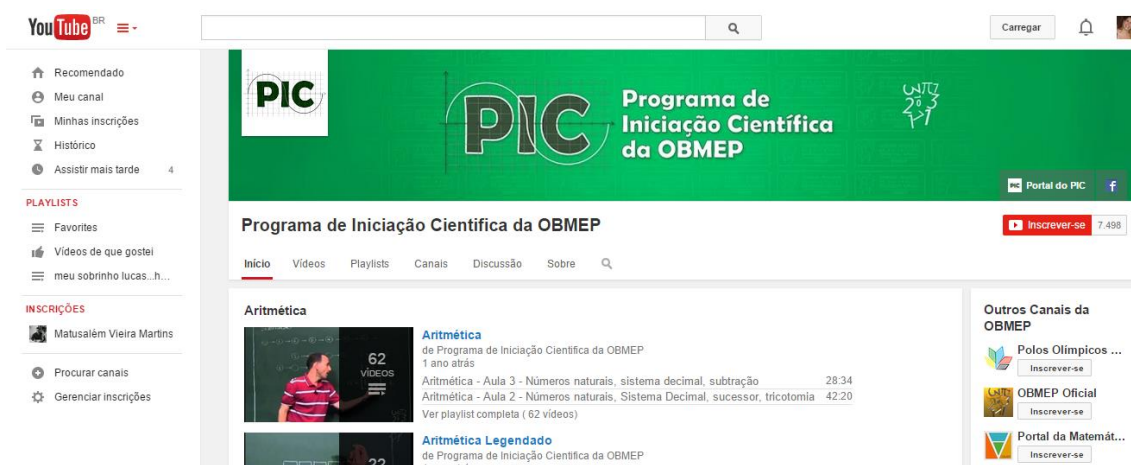 YouTube BR
Carregar
Recomendado
Meu canal
Minhas inscrições
Histórico
Assistir mais tarde 4
PLAYLISTS
Favorites
Vídeos de que gostei
meu sobrinho lucas...h...
INSCRIÇÕES
Matusalém Vieira Martins
Procurar canais
Gerenciar inscrições
PIC
PIC
Programa de
Iniciação Científica
da OBMEP
PIC Portal do PIC f
Programa de Iniciação Cientifica da OBMEP
Inscrever-se 7.498
Início Vídeos Playlists Canais Discussão Sobre
Aritmética
62
VÍDEOS
Aritmética
de Programa de Iniciação Cientifica da OBMEP
1 ano atrás
Aritmética - Aula 3 - Números naturais, sistema decimal, subtração 28:34
Aritmética - Aula 2 - Números naturais, Sistema Decimal, sucessor, tricotomia 42:20
Ver playlist completa ( 62 vídeos)
22
Aritmética Legendado
de Programa de Iniciação Cientifica da OBMEP
Outros Canais da
OBMEP
Polos Olímpicos ...
Inscrever-se
OBMEP Oficial
Inscrever-se
Portal da Matemát...
Inscrever-se